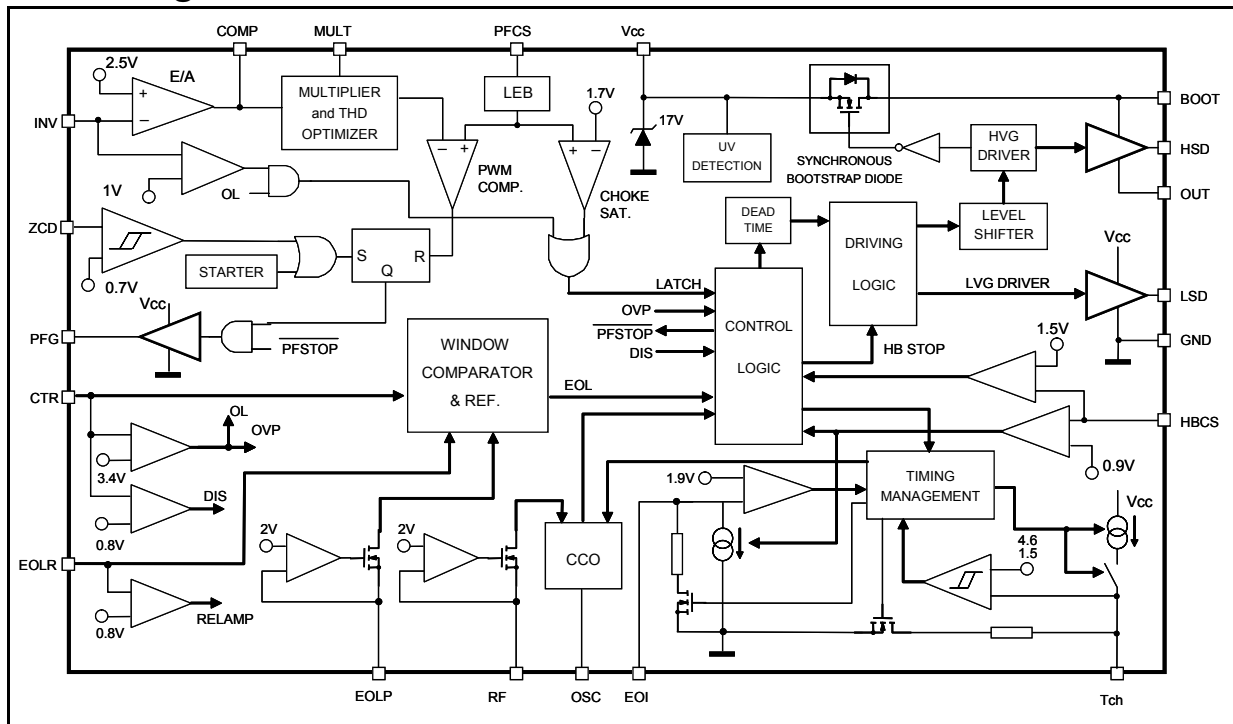 COMP
MULT
PFCS
Vcc
2.5V
E/A
+
−
INV
MULTIPLIER
and THD
OPTIMIZER
LEB
1.7V
−
+
+
−
PWM
COMP.
CHOKE
SAT.
17V
UV
DETECTION
SYNCHRONOUS
BOOTSTRAP DIODE
HVG
DRIVER
BOOT
HSD
OUT
1V
OL
ZCD
0.7V
STARTER
S
Q
R
DEAD
TIME
DRIVING
LOGIC
LEVEL
SHIFTER
Vcc
LVG DRIVER
LSD
GND
Vcc
PFG
PFSTOP
LATCH
OVP
PFSTOP
DIS
CONTROL
LOGIC
HB STOP
1.5V
CTR
WINDOW
COMPARATOR
& REF.
EOL
HBCS
0.9V
OL
OVP
3.4V
DIS
0.8V
1.9V
TIMING
MANAGEMENT
Vcc
4.6
1.5
EOLR
0.8V
RELAMP
2V
2V
CCO
EOLP
RF
OSC
EOI
Tch